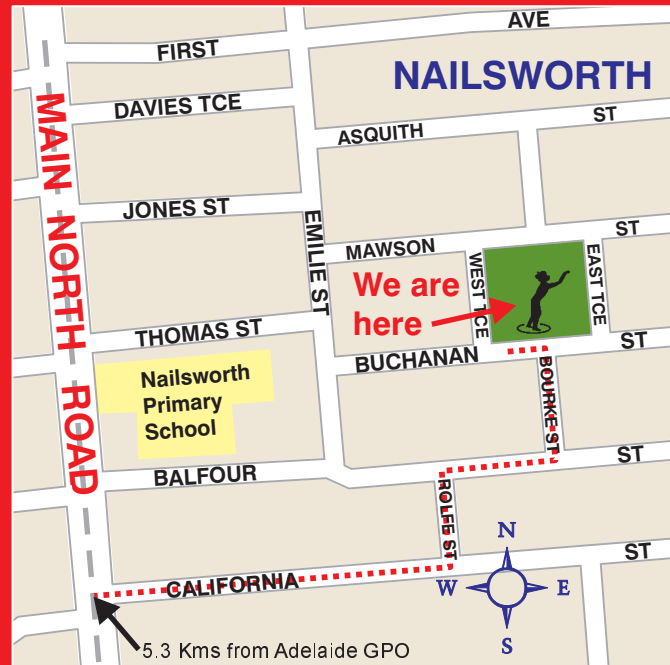 FIRST AVE
NAILSWORTH
DAVIES TCE
ASQUITH ST
MAIN NORTH ROAD
JONES ST
EMILIE ST
MAWSON ST
WEST TCE
EAST TCE
We are
here
THOMAS ST
BUCHANAN ST
BOURKE ST
Nailsworth
Primary
School
BALFOUR ST
ROLFE ST
CALIFORNIA ST
N
W E
S
5.3 Kms from Adelaide GPO